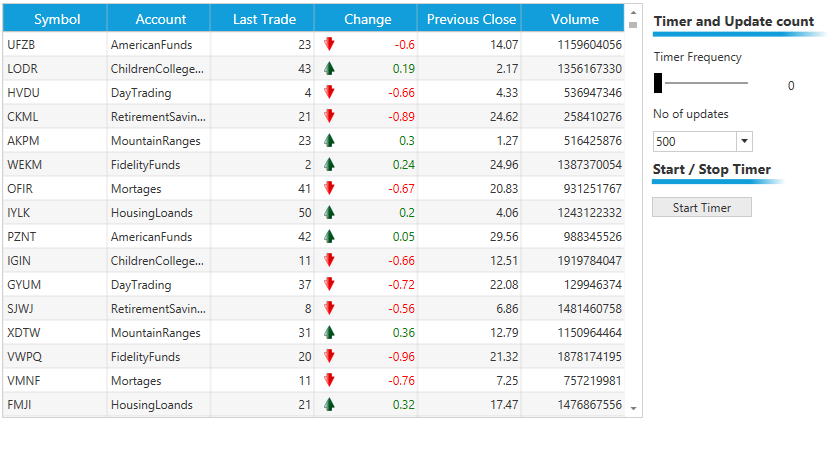 Symbol Account Last Trade Change Previous Close Volume
UFZB AmericanFunds 23 -0.6 14.07 1159604056
LODR ChildrenCollege... 43 0.19 2.17 1356167330
HVDU DayTrading 4 -0.66 4.33 536947346
CKML RetirementSavin... 21 -0.89 24.62 258410276
AKPM MountainRanges 23 0.3 1.27 516425876
WEKM FidelityFunds 2 0.24 24.96 1387370054
OFIR Mortages 41 -0.67 20.83 931251767
IYLK HousingLoands 50 0.2 4.06 1243122332
PZNT AmericanFunds 42 0.05 29.56 988345526
IGIN ChildrenCollege... 11 -0.66 12.51 1919784047
GYUM DayTrading 37 -0.72 22.08 129946374
SJWJ RetirementSavin... 8 -0.56 6.86 1481460758
XDTW MountainRanges 31 0.36 12.79 1150964464
VWPQ FidelityFunds 20 -0.96 21.32 1878174195
VMNF Mortages 11 -0.76 7.25 757219981
FMJI HousingLoands 21 0.32 17.47 1476867556
Timer and Update count
Timer Frequency
0
No of updates
500
Start / Stop Timer
Start Timer